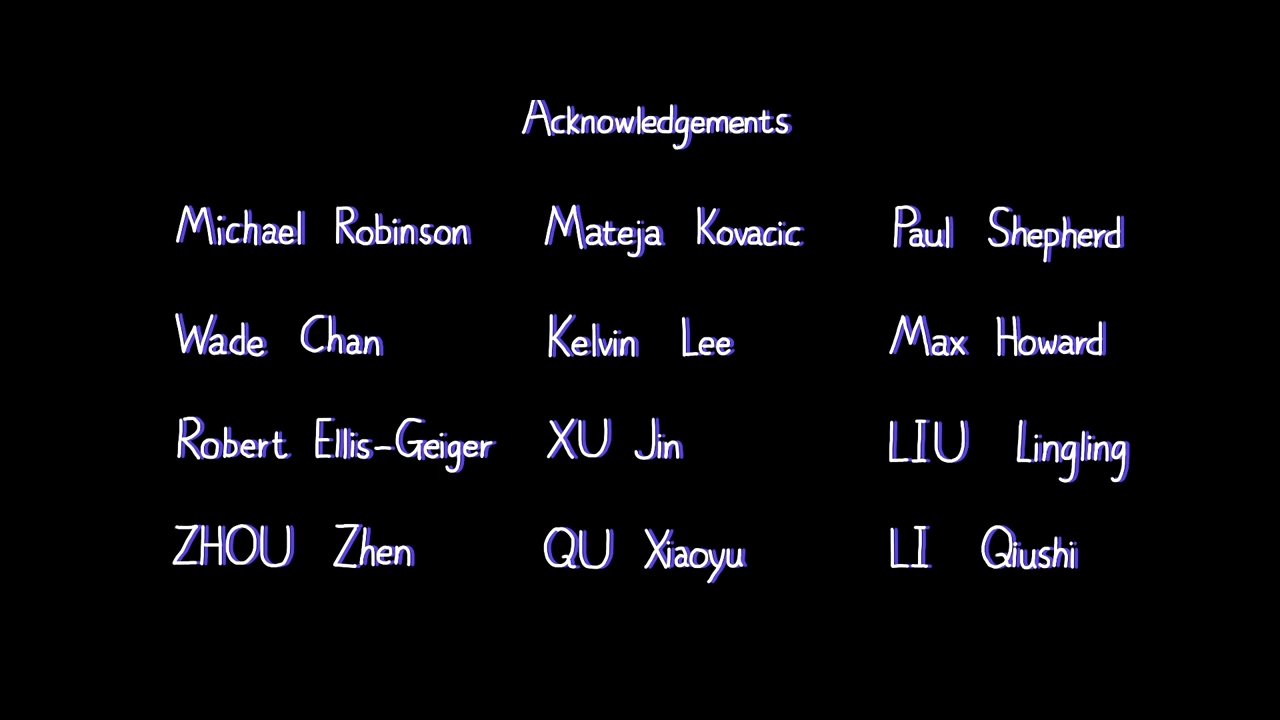 Acknowledgements
Michael Robinson Mateja Kovacic Paul Shepherd
Wade Chan Kelvin Lee Max Howard
Robert Ellis-Geiger XU Jin LIU Lingling
ZHOU Zhen QU Xiaoyu LI Qiushi